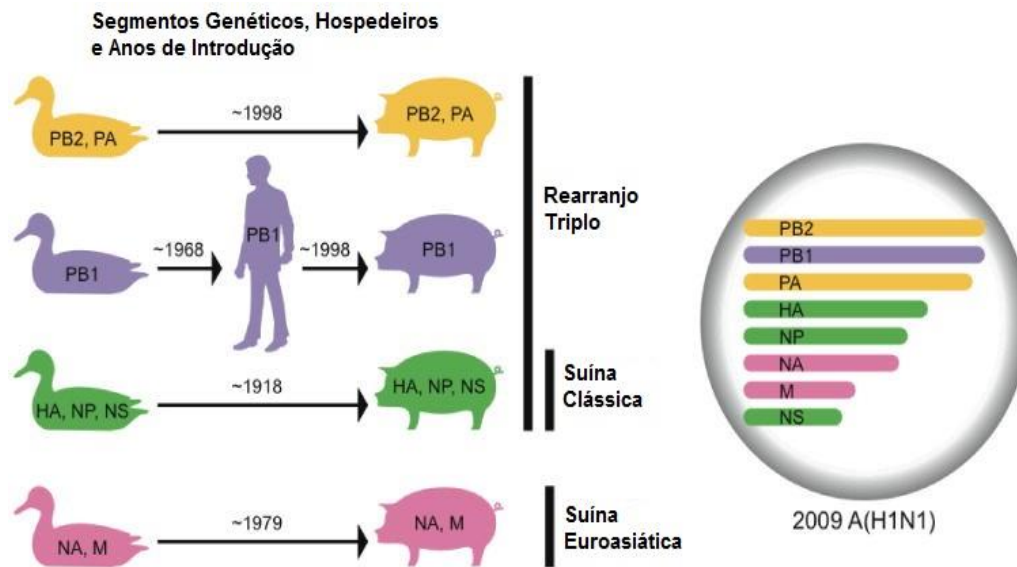 Segmentos Genéticos, Hospedeiros
e Anos de Introdução
PB2, PA
~1998
PB2, PA
PB1
~1968
PB1
~1998
PB1
HA, NP, NS
~1918
HA, NP, NS
NA, M
~1979
NA, M
Rearranjo
Triplo
Suína
Clássica
Suína
Euroasiática
PB2
PB1
PA
HA
NP
NA
M
NS
2009 A(H1N1)